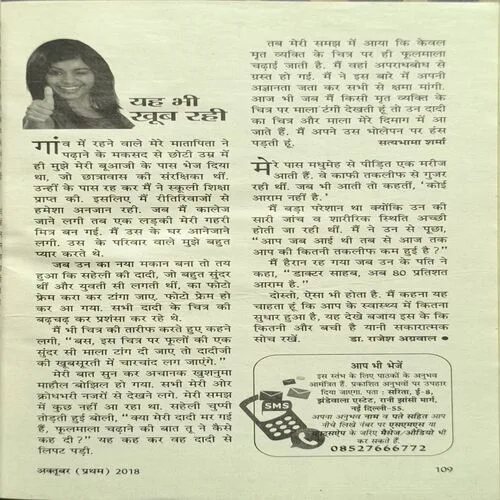 यह भी
खूब रही
गांव में रहने वाले मेरे मातापिता ने
पढ़ाने के मकसद से छोटी उम्र में
ही मुझे मेरी बूआजी के पास भेज दिया
था, जो छात्रावास की संरक्षिका थीं.
उन्हीं के पास रह कर मैं ने स्कूली शिक्षा
प्राप्त की. इसलिए मैं रीतिरिवाजों से
हमेशा अनजान रही. जब मैं कालेज
जाने लगी तब एक लड़की मेरी गहरी
मित्र बन गई. मैं उस के घर आनेजाने
लगी. उस के परिवार वाले मुझे बहुत
प्यार करते थे.
जब उन का नया मकान बना तो तय
हुआ कि सहेली की दादी, जो बहुत सुंदर
थीं और युवती सी लगती थीं, का फोटो
फ्रेम करा कर टांगा जाए. फोटो फ्रेम हो
कर आ गया. सभी दादी के चित्र की
बढ़चढ़ कर प्रशंसा कर रहे थे.
मैं भी चित्र की तारीफ करते हुए कहने
लगी, “बस, इस चित्र पर फूलों की एक
सुंदर सी माला टांग दी जाए तो दादीजी
की खूबसूरती में चारचांद लग जाएंगे.”
मेरी बात सुन कर अचानक खुशनुमा
माहौल बोझिल हो गया. सभी मेरी ओर
क्रोधभरी नजरों से देखने लगे. मेरी समझ
में कुछ नहीं आ रहा था. सहेली चुप्पी
तोड़ती हुई बोली, “क्या दादी मर गई
हैं, फूलमाला चढ़ाने की बात तू ने कैसे
कह दी?” यह कह कर वह दादी से
लिपट पड़ी.
तब मेरी समझ में आया कि केवल
मृत व्यक्ति के चित्र पर ही फूलमाला
चढ़ाई जाती है. मैं वहां अपराधबोध से
ग्रस्त हो गई. मैं ने इस बारे में अपनी
अज्ञानता जता कर सभी से क्षमा मांगी.
आज भी जब मैं किसी मृत व्यक्ति के
चित्र पर माला टंगी देखती हूं तो उन दादी
का चित्र और माला मेरे दिमाग में आ
जाते हैं. मैं अपने उस भोलेपन पर हंस
पड़ती हूं. सत्यभामा शर्मा
मेरे पास मधुमेह से पीड़ित एक मरीज
आती हैं. वे काफी तकलीफ से गुजर
रही थीं. जब भी आती तो कहतीं, ‘कोई
आराम नहीं है.’
मैं बड़ा परेशान था क्योंकि उन की
सारी जांच व शारीरिक स्थिति अच्छी
होती जा रही थीं. मैं ने उन से पूछा,
“आप जब आई थीं तब से आज तक
आप की कितनी तकलीफ कम हुई है?”
मैं हैरान रह गया जब उन के पति ने
कहा, “डाक्टर साहब, अब 80 प्रतिशत
आराम है.”
दोस्तो, ऐसा भी होता है. मैं कहना यह
चाहता हूं कि आप के स्वास्थ्य में कितना
सुधार हुआ है, यह देखें बजाय इस के कि
कितनी और बची है यानी सकारात्मक
सोच रखें. डा. राजेश अग्रवाल ●
आप भी भेजें
इस स्तंभ के लिए पाठकों के अनुभव
आमंत्रित हैं. प्रकाशित अनुभवों पर उपहार
दिया जाएगा. पता : सरिता, ई-8,
झंडेवाला एस्टेट, रानी झांसी मार्ग,
नई दिल्ली-55.
अपना अनुभव नाम व पते सहित आप
नीचे लिखे नंबर पर एसएमएस या
व्हाट्सऐप के जरिए मैसेज/औडियो भी
कर सकते हैं.
08527666772
SMS
अक्तूबर (प्रथम) 2018
109